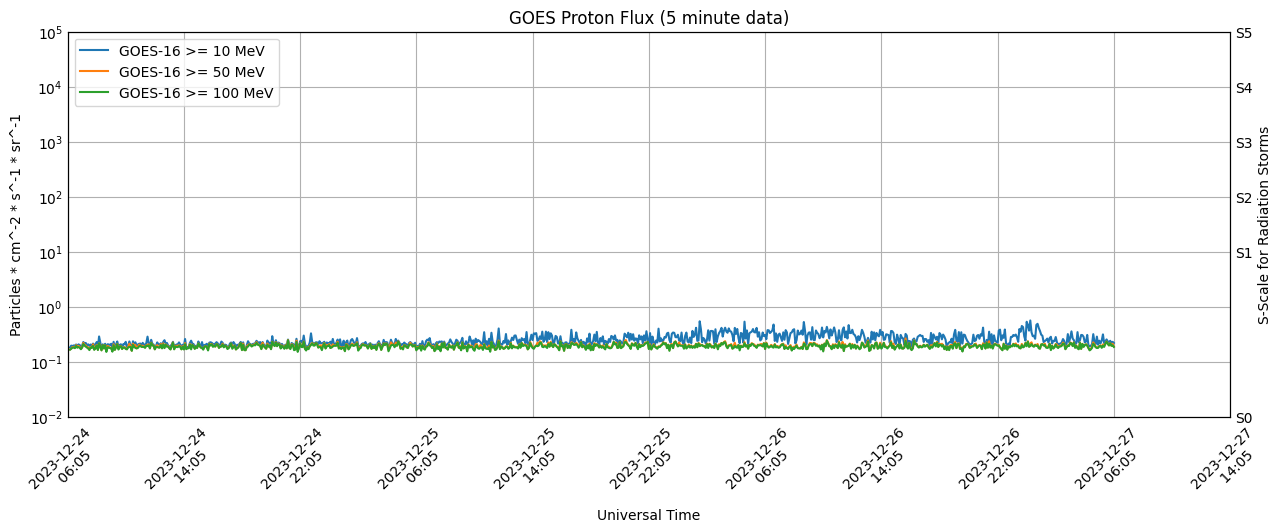 GOES Proton Flux (5 minute data)
GOES-16 >= 10 MeV
GOES-16 >= 50 MeV
GOES-16 >= 100 MeV
Particles * cm^-2 * s^-1 * sr^-1
10^5
10^4
10^3
10^2
10^1
10^0
10^-1
10^-2
S5
S4
S3
S2
S1
S0
S-Scale for Radiation Storms
2023-12-24
06:05
2023-12-24
14:05
2023-12-24
22:05
2023-12-25
06:05
2023-12-25
14:05
2023-12-25
22:05
2023-12-26
06:05
2023-12-26
14:05
2023-12-26
22:05
2023-12-27
06:05
2023-12-27
14:05
Universal Time